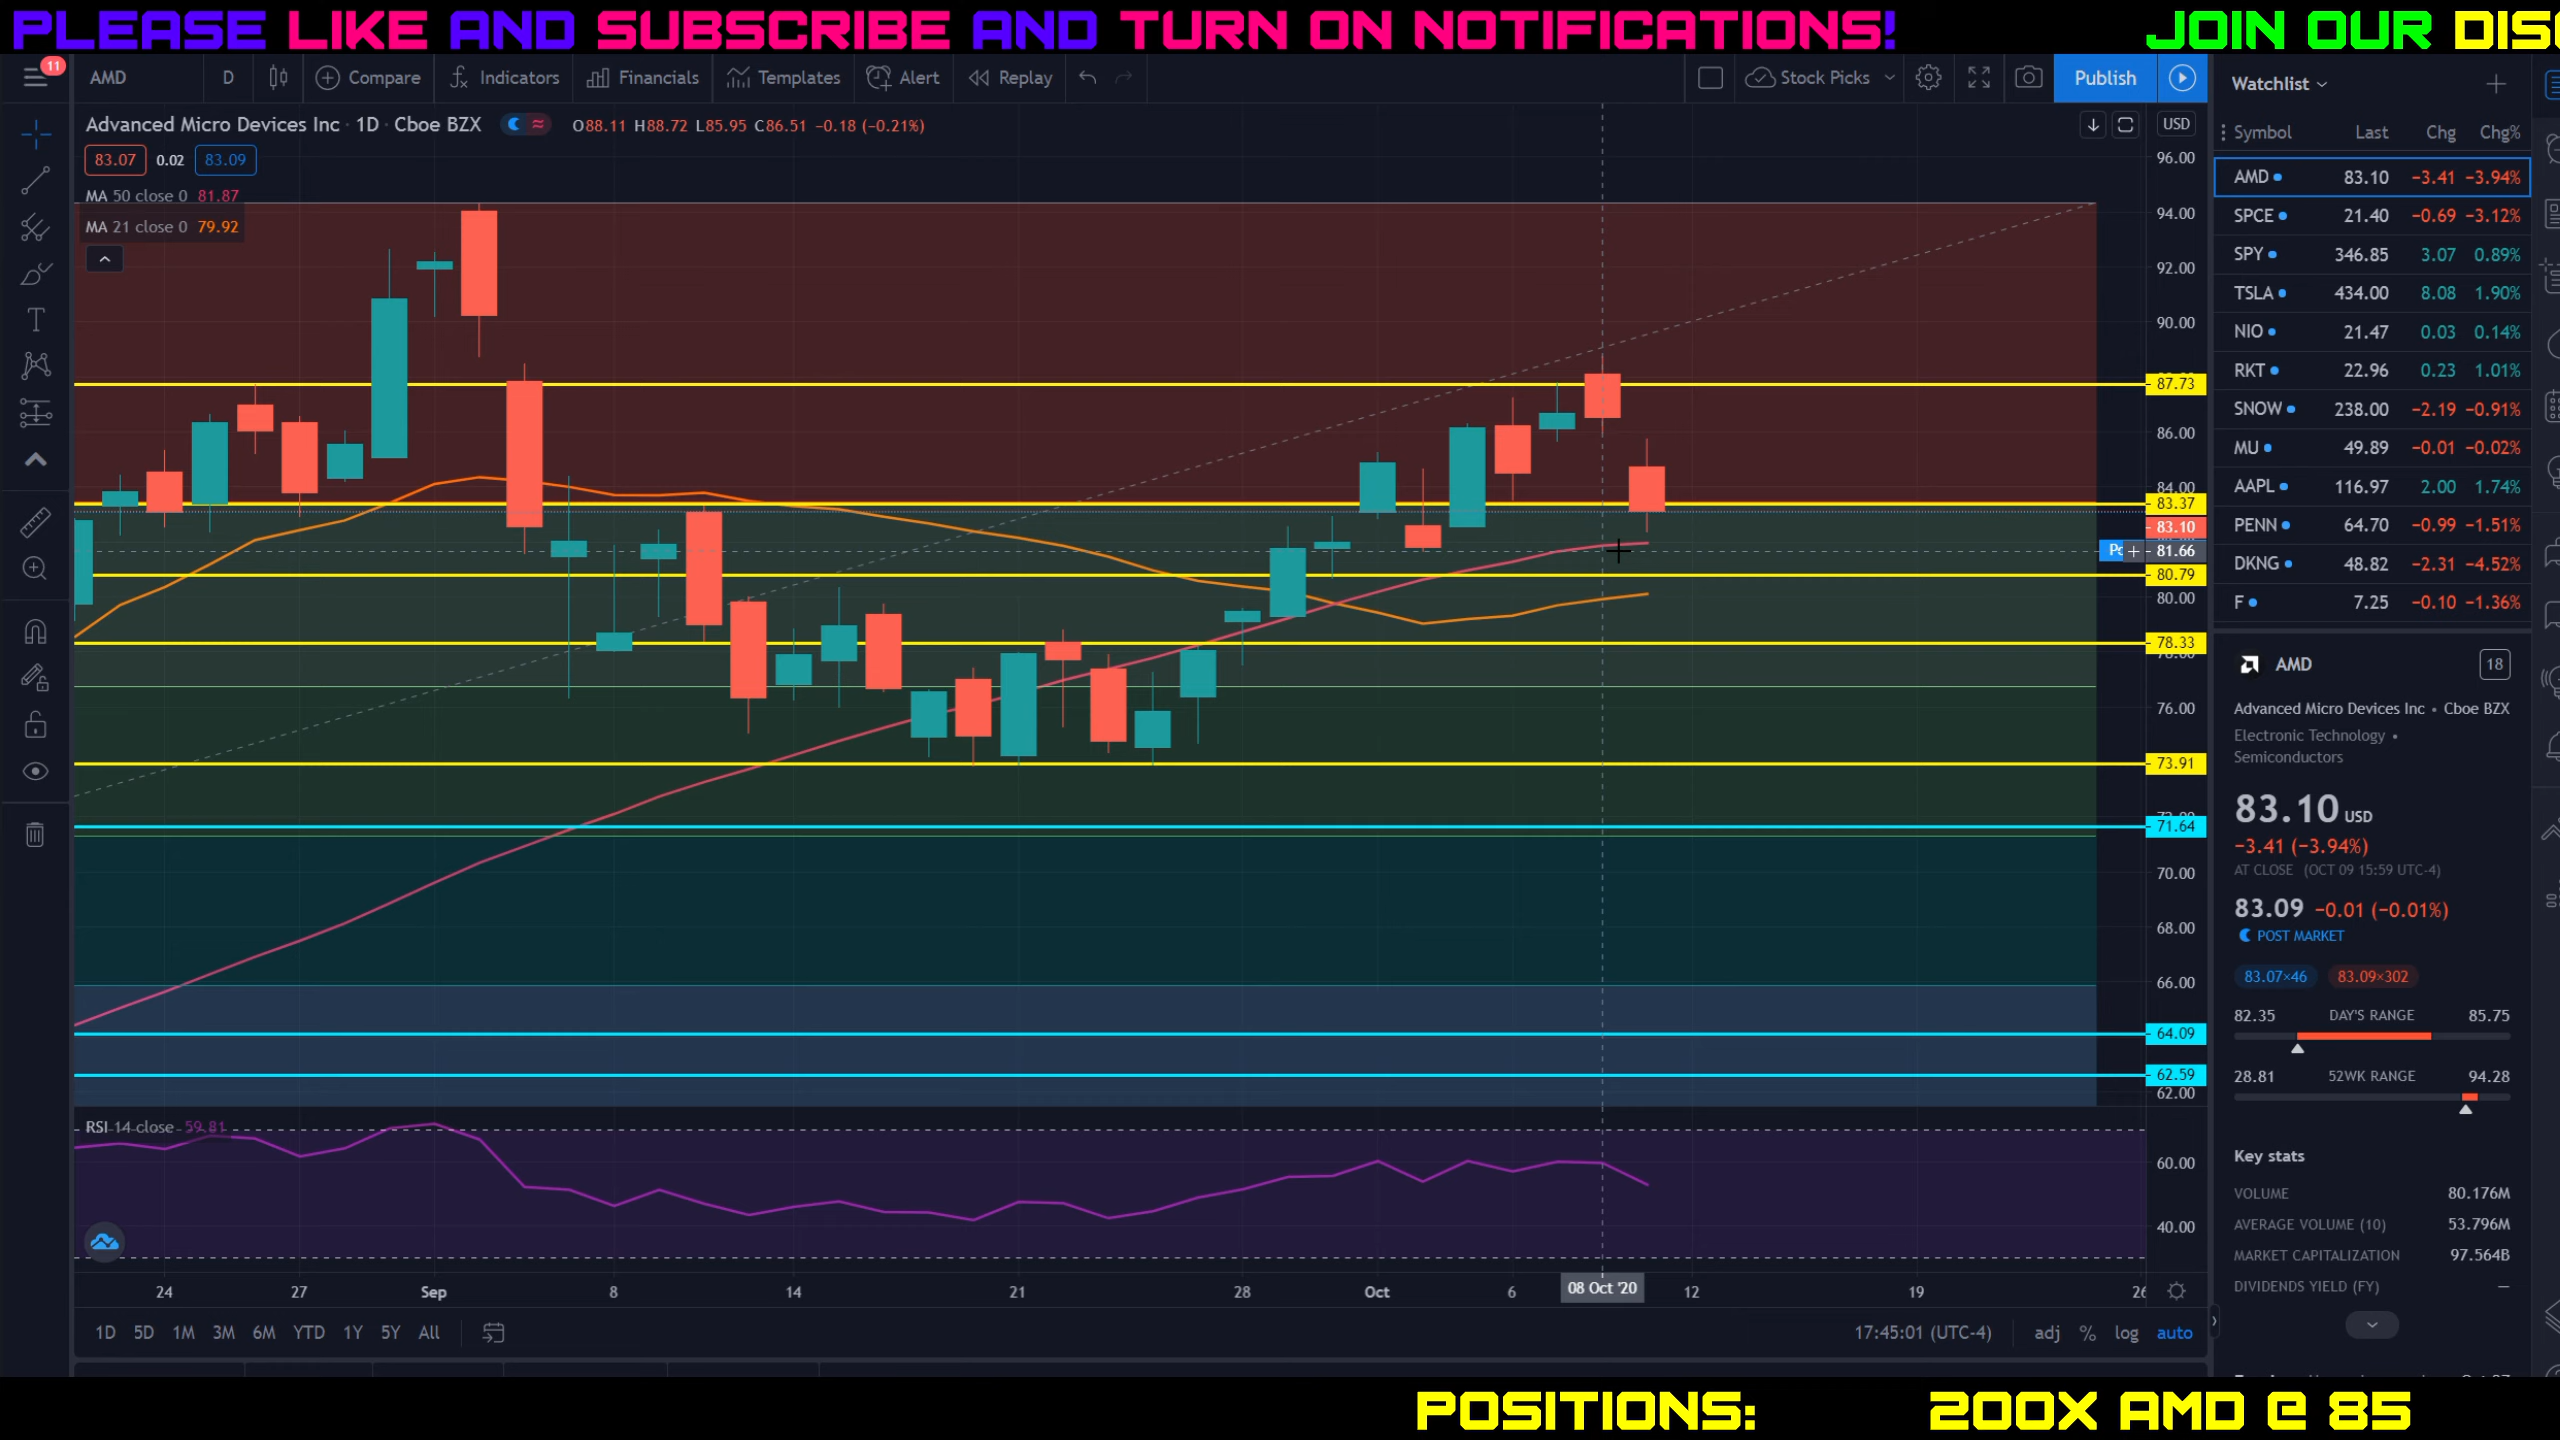 PLEASE LIKE AND SUBSCRIBE AND TURN ON NOTIFICATIONS! JOIN OUR
11 AMD D Compare Indicators Financials Templates Alert Replay Stock Picks Publish
Advanced Micro Devices Inc · 1D · Cboe BZX O88.11 H88.72 L85.95 C86.51 −0.18 (−0.21%) USD
83.07 0.02 83.09
MA 50 close 0 81.87
MA 21 close 0 79.92
96.00
94.00
92.00
90.00
87.73
86.00
84.00
83.37
83.10
81.66
80.79
80.00
78.33
76.00
73.91
71.64
70.00
68.00
66.00
64.09
62.59
62.00
RSI 14 close 59.81
60.00
40.00
24 27 Sep 8 14 21 28 Oct 6 08 Oct '20 12 19 26
1D 5D 1M 3M 6M YTD 1Y 5Y All 17:45:01 (UTC-4) adj % log auto
Watchlist
Symbol Last Chg Chg%
AMD 83.10 −3.41 −3.94%
SPCE 21.40 −0.69 −3.12%
SPY 346.85 3.07 0.89%
TSLA 434.00 8.08 1.90%
NIO 21.47 0.03 0.14%
RKT 22.96 0.23 1.01%
SNOW 238.00 −2.19 −0.91%
MU 49.89 −0.01 −0.02%
AAPL 116.97 2.00 1.74%
PENN 64.70 −0.99 −1.51%
DKNG 48.82 −2.31 −4.52%
F 7.25 −0.10 −1.36%
AMD 18
Advanced Micro Devices Inc • Cboe BZX
Electronic Technology •
Semiconductors
83.10 USD
−3.41 (−3.94%)
AT CLOSE (OCT 09 15:59 UTC-4)
83.09 −0.01 (−0.01%)
POST MARKET
83.07×46 83.09×302
82.35 DAY'S RANGE 85.75
28.81 52WK RANGE 94.28
Key stats
VOLUME 80.176M
AVERAGE VOLUME (10) 53.796M
MARKET CAPITALIZATION 97.564B
DIVIDENDS YIELD (FY) —
POSITIONS: 200X AMD @ 85